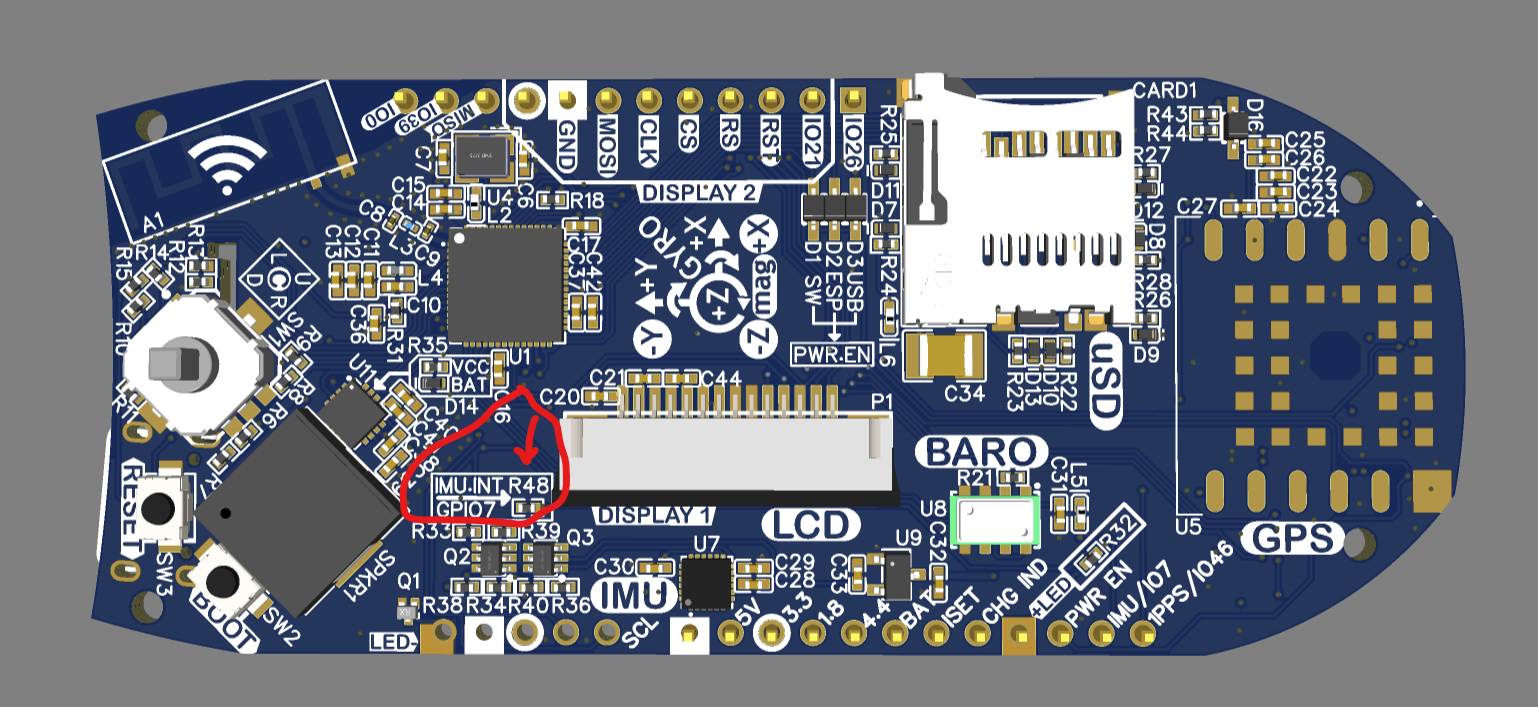 CARD1
IO0
IO39
MISO
GND
MOSI
CLK
CS
RS
RST
IO21
IO26
R25
R43
R44
D16
C25
C26
C22
C23
C24
C27
R27
D12
D8
R28
R26
D9
A1
C7
C6
U4
L2
R18
C15
C14
C8
L3
C9
DISPLAY 2
D11
D7
D1 SW
D2 ESP
D3 USB
PWR.EN
R24
L6
C34
R23
D13
D10
R22
uSD
X+
GYRO
+Y
-Y
+Z
X+
mag
Z-
C17
C37
C42
R13
R12
R14
R15
L
U
C
D
R
SW1
C13
C12
C11
L4
C10
C36
R31
R10
R9
R8
R6
R11
R35
VCC
BAT
D14
U11
U1
C16
C21
C44
C20
P1
IMU.INT R48
GPIO7
R33
R39
Q2
Q3
R38
R34
R40
R36
Q1
LED-
DISPLAY 1
LCD
BARO
R21
U8
C31
L5
C32
U9
C33
U7
C30
C29
C28
IMU
R32
+LED
U5
GPS
RESET
SW3
BOOT
SW2
SPKR1
SCL
5V
3.3
1.8
4.4
BAT
ISET
CHG IND
PWR EN
IMU/IO7
1PPS/IO46